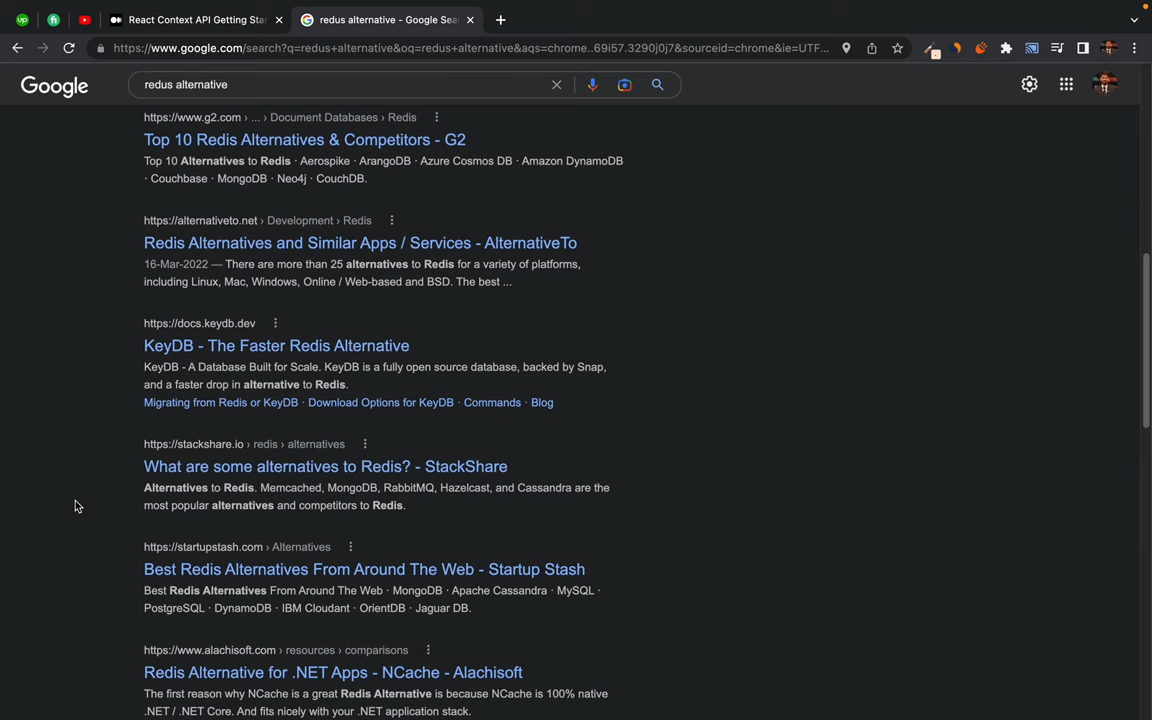 up
fi
React Context API Getting Sta
redus alternative - Google Sea
https://www.google.com/search?q=redus+alternative&oq=redus+alternative&aqs=chrome..69i57.3290j0j7&sourceid=chrome&ie=UTF...
Google
redus alternative
https://www.g2.com › ... › Document Databases › Redis
Top 10 Redis Alternatives & Competitors - G2
Top 10 Alternatives to Redis · Aerospike · ArangoDB · Azure Cosmos DB · Amazon DynamoDB
· Couchbase · MongoDB · Neo4j · CouchDB.
https://alternativeto.net › Development › Redis
Redis Alternatives and Similar Apps / Services - AlternativeTo
16-Mar-2022 — There are more than 25 alternatives to Redis for a variety of platforms,
including Linux, Mac, Windows, Online / Web-based and BSD. The best ...
https://docs.keydb.dev
KeyDB - The Faster Redis Alternative
KeyDB - A Database Built for Scale. KeyDB is a fully open source database, backed by Snap,
and a faster drop in alternative to Redis.
Migrating from Redis or KeyDB · Download Options for KeyDB · Commands · Blog
https://stackshare.io › redis › alternatives
What are some alternatives to Redis? - StackShare
Alternatives to Redis. Memcached, MongoDB, RabbitMQ, Hazelcast, and Cassandra are the
most popular alternatives and competitors to Redis.
https://startupstash.com › Alternatives
Best Redis Alternatives From Around The Web - Startup Stash
Best Redis Alternatives From Around The Web · MongoDB · Apache Cassandra · MySQL ·
PostgreSQL · DynamoDB · IBM Cloudant · OrientDB · Jaguar DB.
https://www.alachisoft.com › resources › comparisons
Redis Alternative for .NET Apps - NCache - Alachisoft
The first reason why NCache is a great Redis Alternative is because NCache is 100% native
.NET / .NET Core. And fits nicely with your .NET application stack.